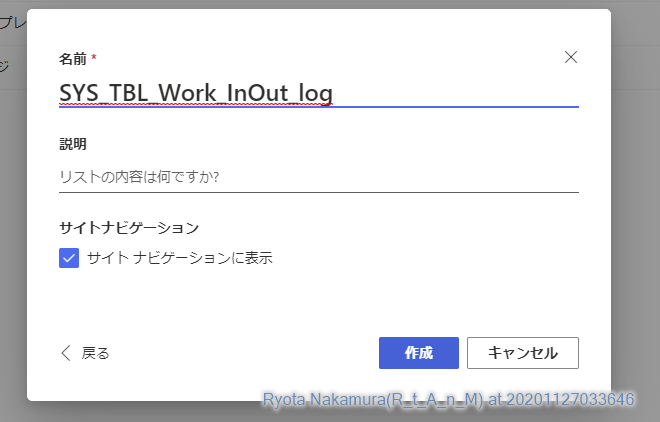 プレ
ジ
名前 *
SYS_TBL_Work_InOut_log
説明
リストの内容は何ですか?
サイトナビゲーション
サイト ナビゲーションに表示
戻る
作成
キャンセル
Ryota Nakamura(R_t_A_n_M) at 20201127033646